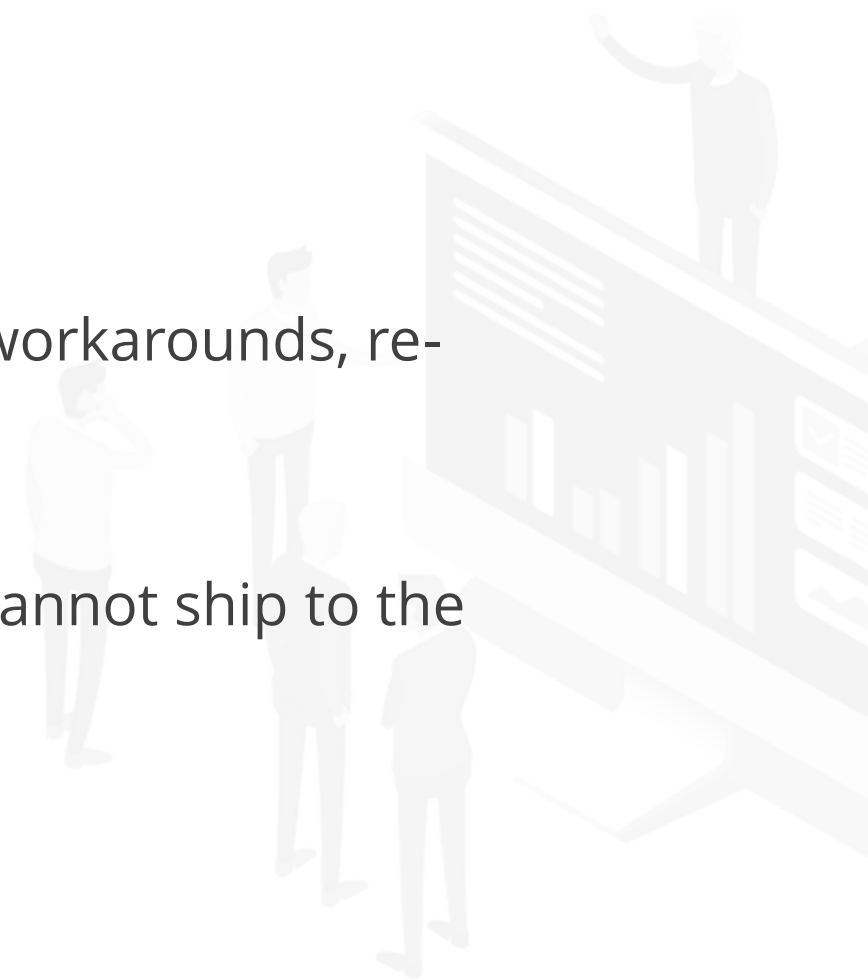 workarounds, re-
annot ship to the